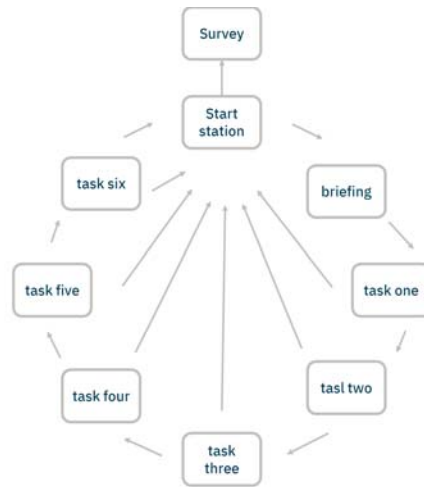 Survey
Start
station
task six
briefing
task five
task one
task four
tasl two
task
three